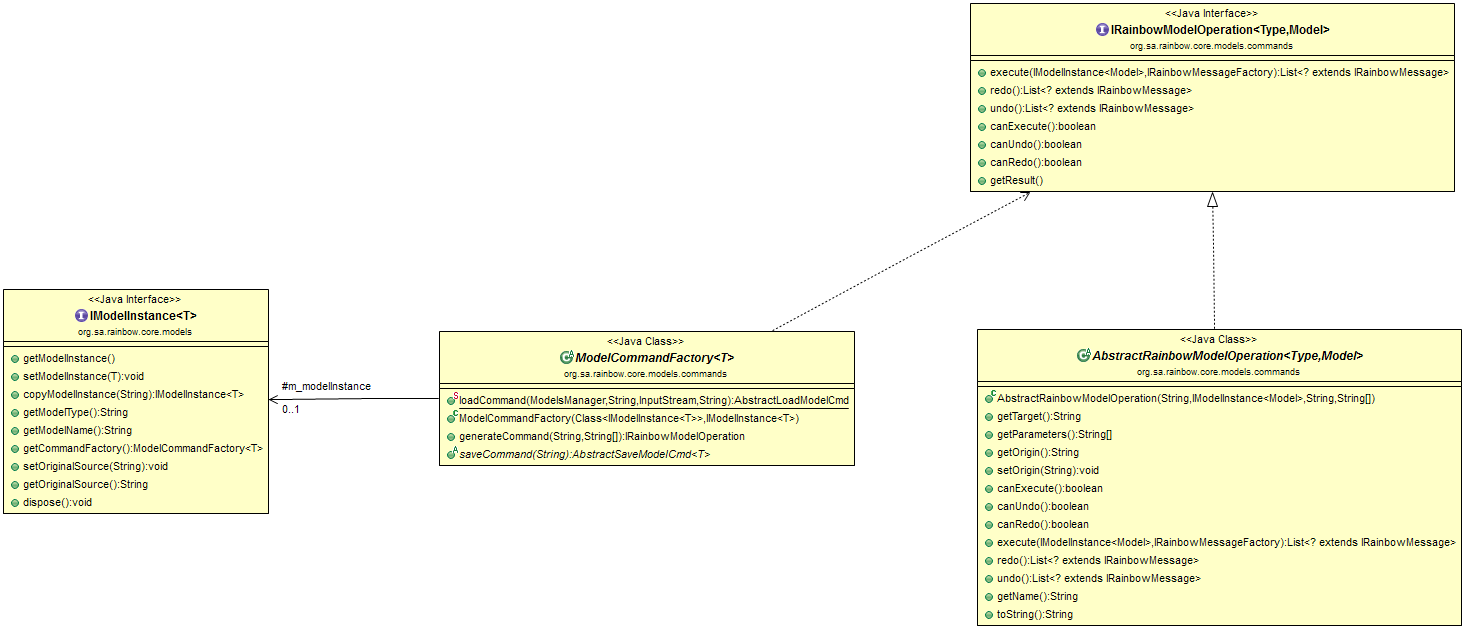 <<Java Interface>>
IRainbowModelOperation<Type,Model>
org.sa.rainbow.core.models.commands
execute(IModelInstance<Model>,IRainbowMessageFactory):List<? extends IRainbowMessage>
redo():List<? extends IRainbowMessage>
undo():List<? extends IRainbowMessage>
canExecute():boolean
canUndo():boolean
canRedo():boolean
getResult()
<<Java Interface>>
IModelInstance<T>
org.sa.rainbow.core.models
getModelInstance()
setModelInstance(T):void
copyModelInstance(String):IModelInstance<T>
getModelType():String
getModelName():String
getCommandFactory():ModelCommandFactory<T>
setOriginalSource(String):void
getOriginalSource():String
dispose():void
#m_modelInstance
0..1
<<Java Class>>
ModelCommandFactory<T>
org.sa.rainbow.core.models.commands
loadCommand(ModelsManager,String,InputStream,String):AbstractLoadModelCmd
ModelCommandFactory(Class<IModelInstance<T>>,IModelInstance<T>)
generateCommand(String,String[]):IRainbowModelOperation
saveCommand(String):AbstractSaveModelCmd<T>
<<Java Class>>
AbstractRainbowModelOperation<Type,Model>
org.sa.rainbow.core.models.commands
AbstractRainbowModelOperation(String,IModelInstance<Model>,String,String[])
getTarget():String
getParameters():String[]
getOrigin():String
setOrigin(String):void
canExecute():boolean
canUndo():boolean
canRedo():boolean
execute(IModelInstance<Model>,IRainbowMessageFactory):List<? extends IRainbowMessage>
redo():List<? extends IRainbowMessage>
undo():List<? extends IRainbowMessage>
getName():String
toString():String